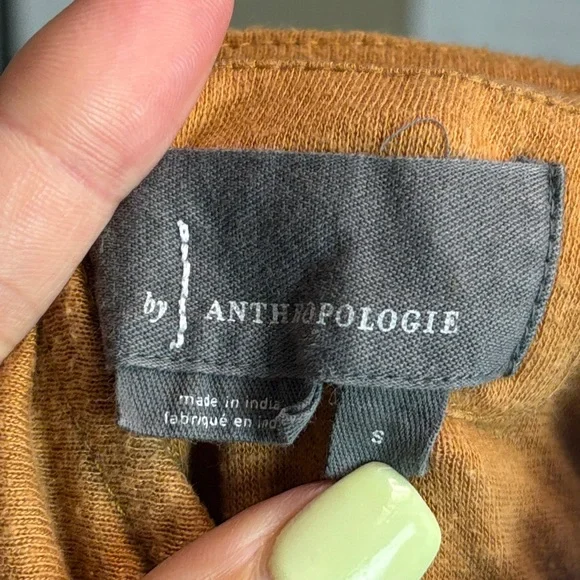 by ANTHROPOLOGIE
made in india
fabriqué en
S